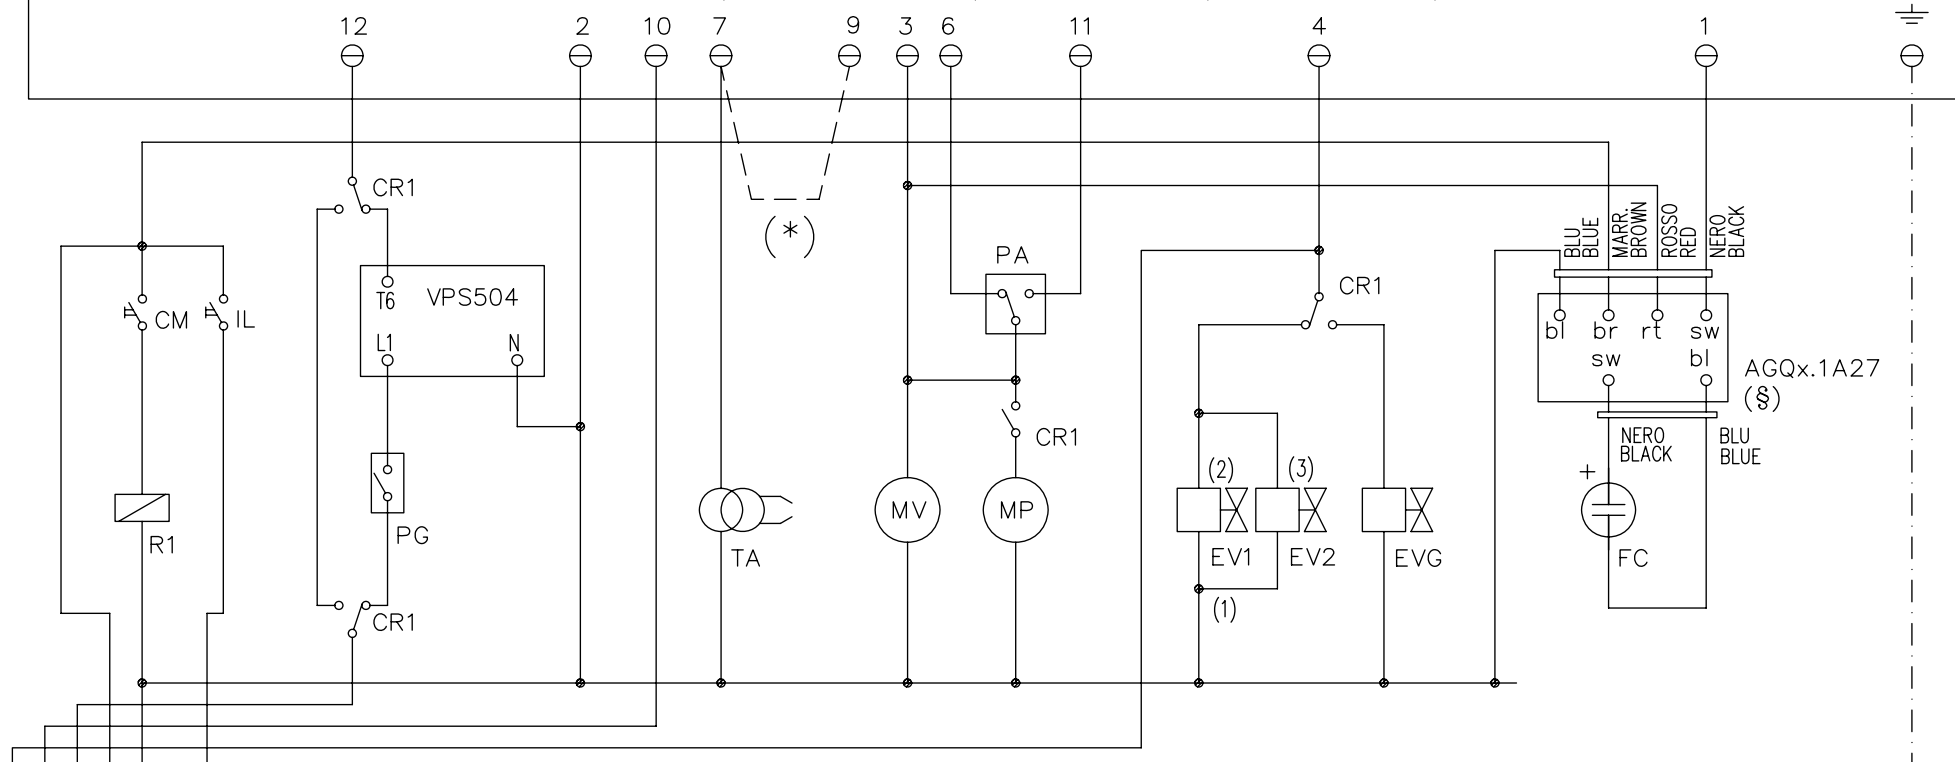 12
2
10
7
9
3
6
11
4
1
CR1
(*)
BLU
BLUE
MARR.
BROWN
ROSSO
RED
NERO
BLACK
PA
CR1
T6
VPS504
CM
IL
L1
N
bl
br
rt
sw
sw
bl
AGQx.1A27
(§)
CR1
NERO
BLACK
BLU
BLUE
(2)
(3)
+
MV
MP
R1
PG
TA
EV1
EV2
EVG
FC
(1)
CR1